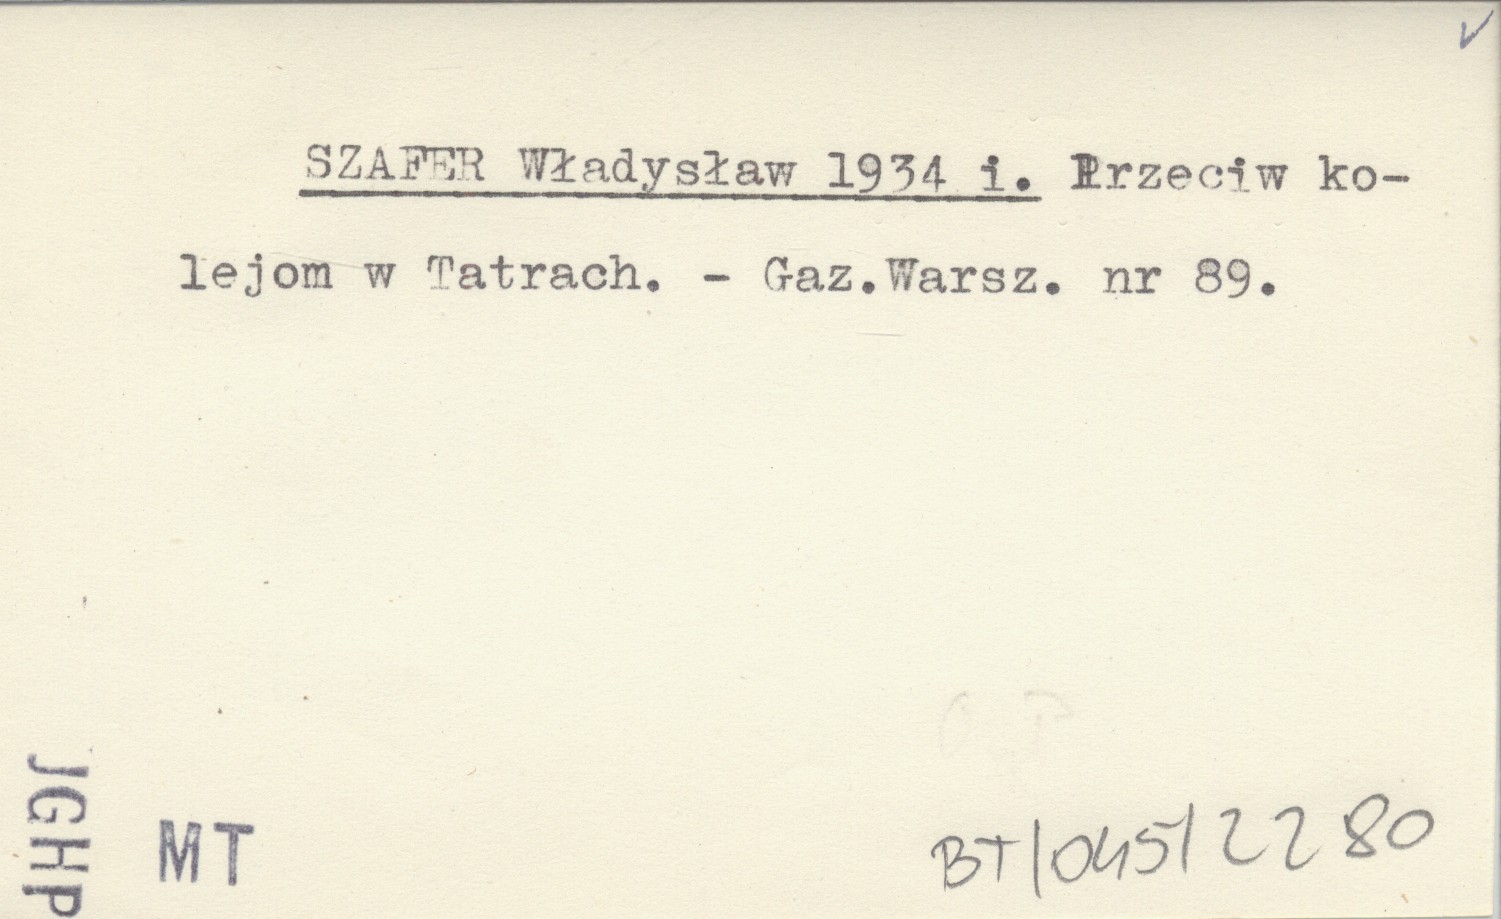 SZAFER Władysław 1934 i. Przeciw ko-
lejom w Tatrach. - Gaz.Warsz. nr 89.
JGHP
MT
BT/045/2280